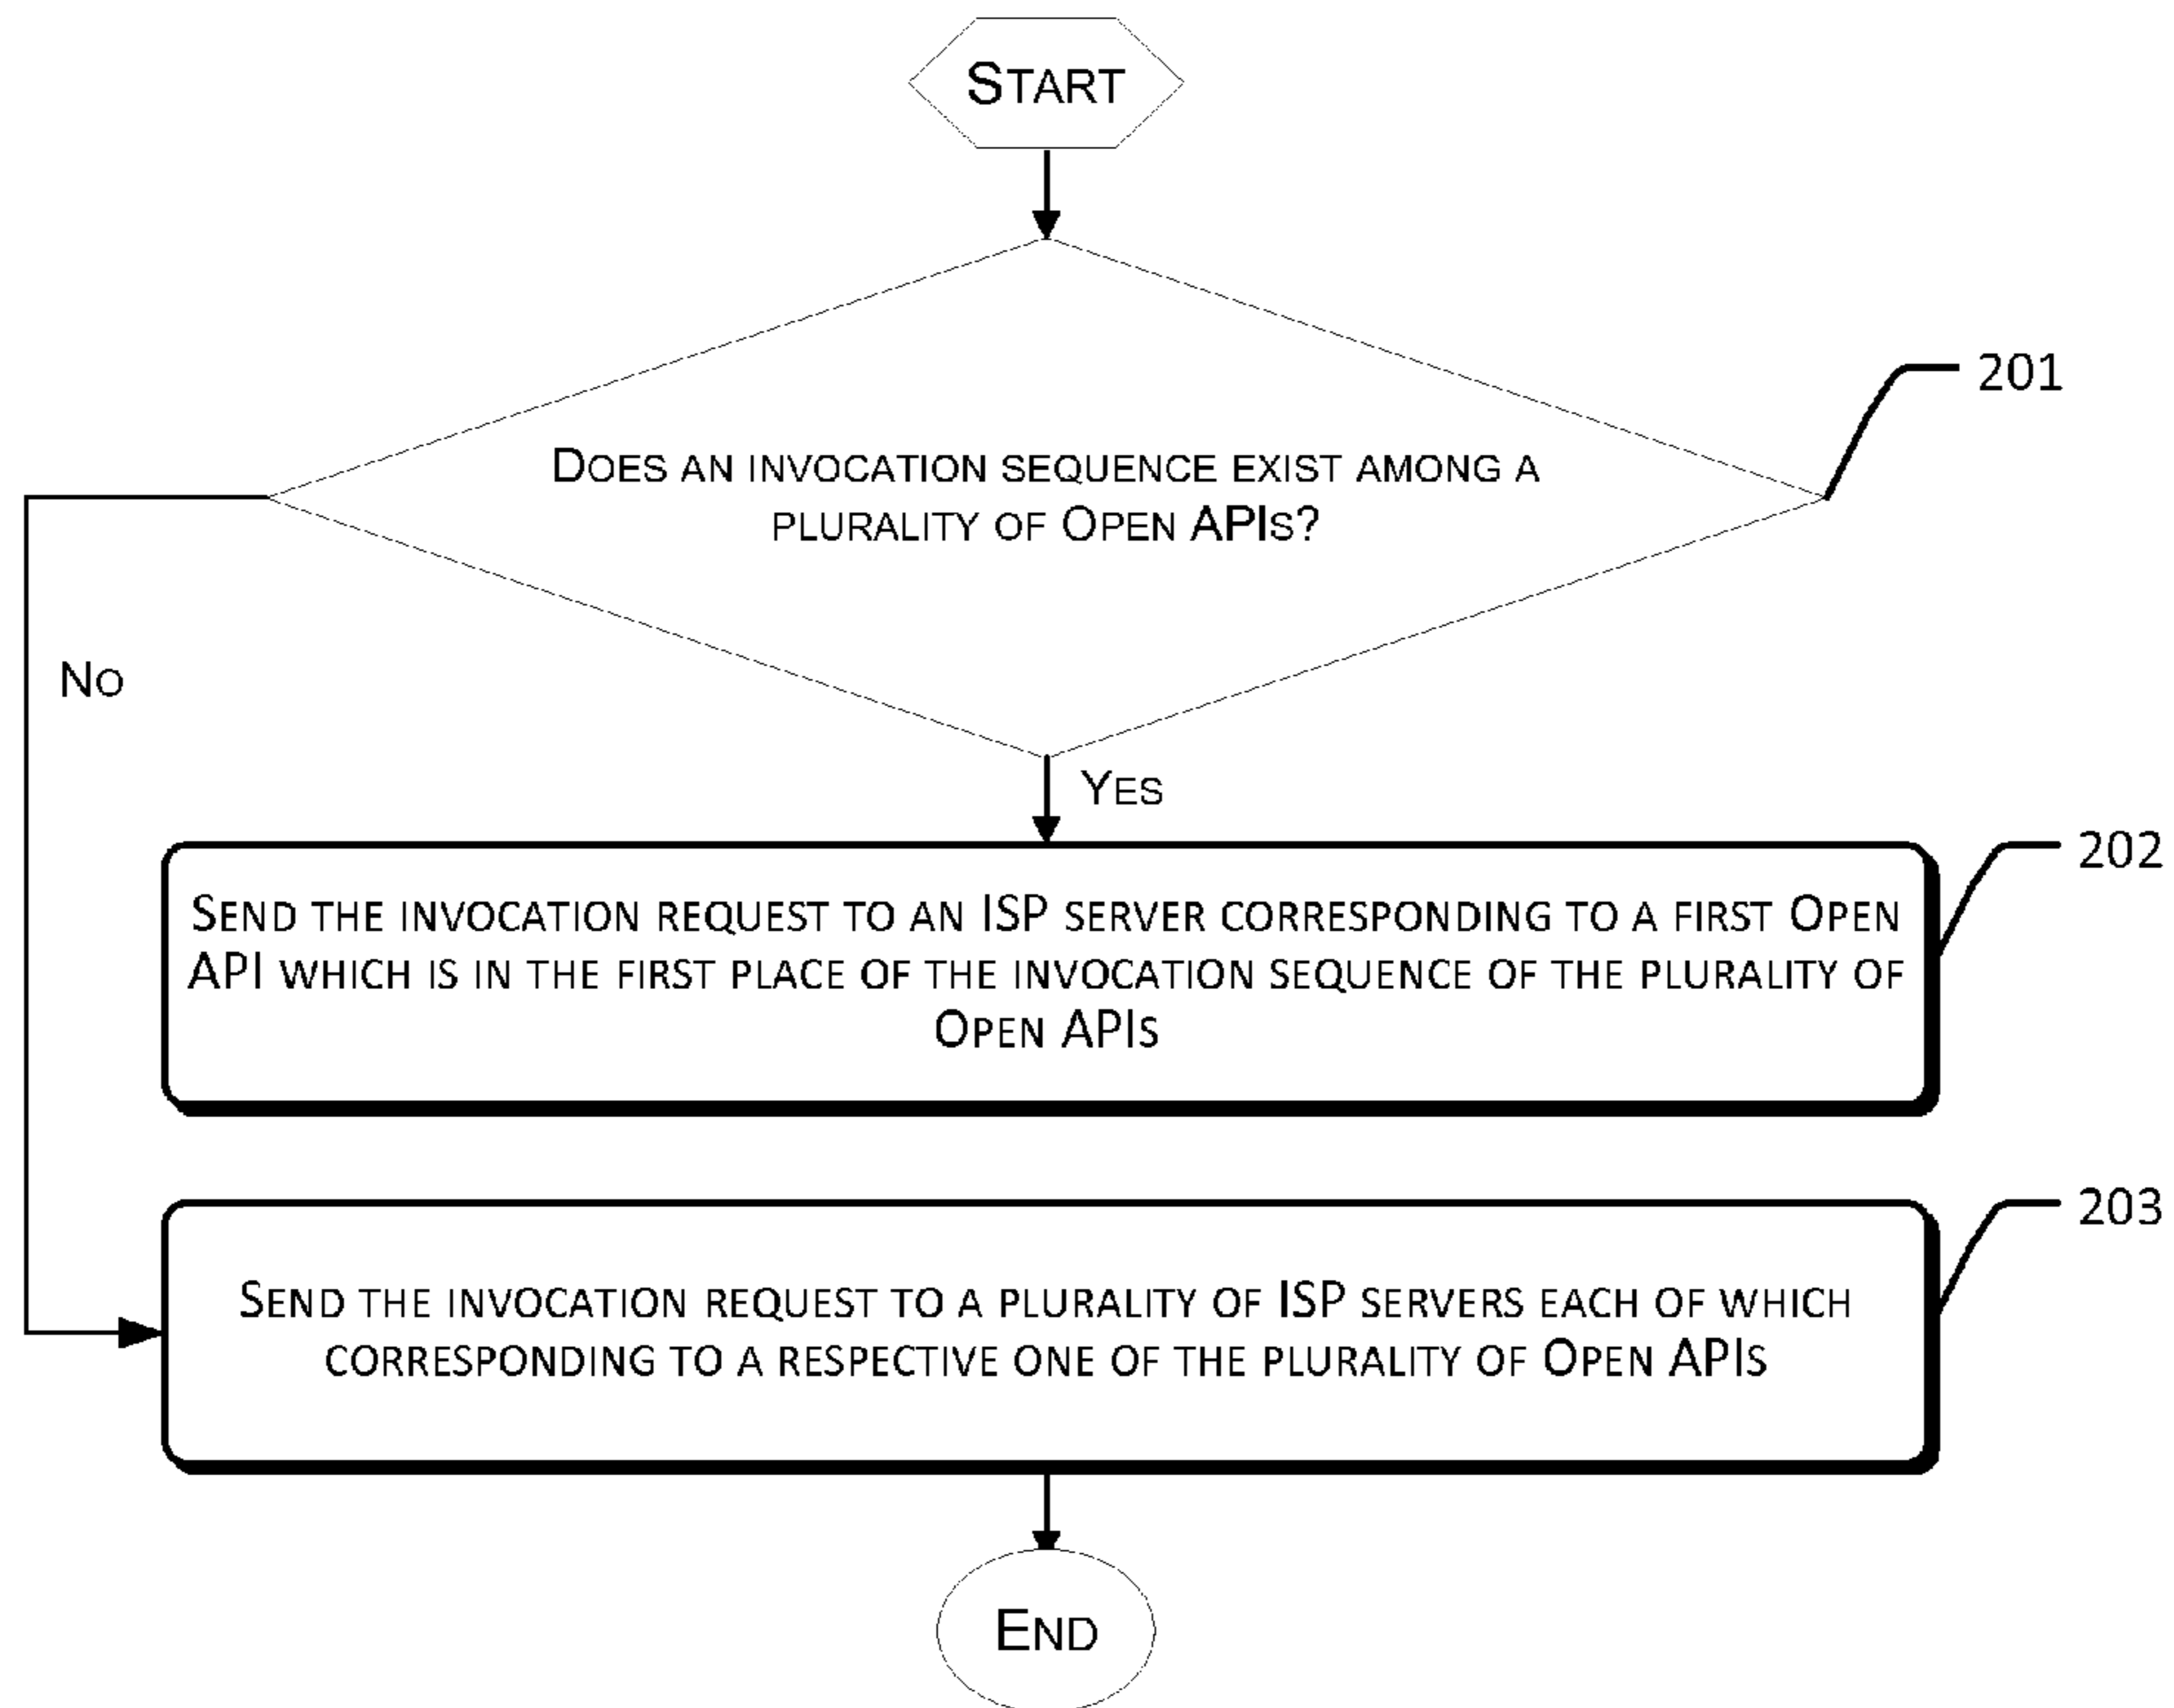 START
201
DOES AN INVOCATION SEQUENCE EXIST AMONG A
PLURALITY OF OPEN APIS?
NO
YES
202
SEND THE INVOCATION REQUEST TO AN ISP SERVER CORRESPONDING TO A FIRST OPEN
API WHICH IS IN THE FIRST PLACE OF THE INVOCATION SEQUENCE OF THE PLURALITY OF
OPEN APIS
203
SEND THE INVOCATION REQUEST TO A PLURALITY OF ISP SERVERS EACH OF WHICH
CORRESPONDING TO A RESPECTIVE ONE OF THE PLURALITY OF OPEN APIS
END